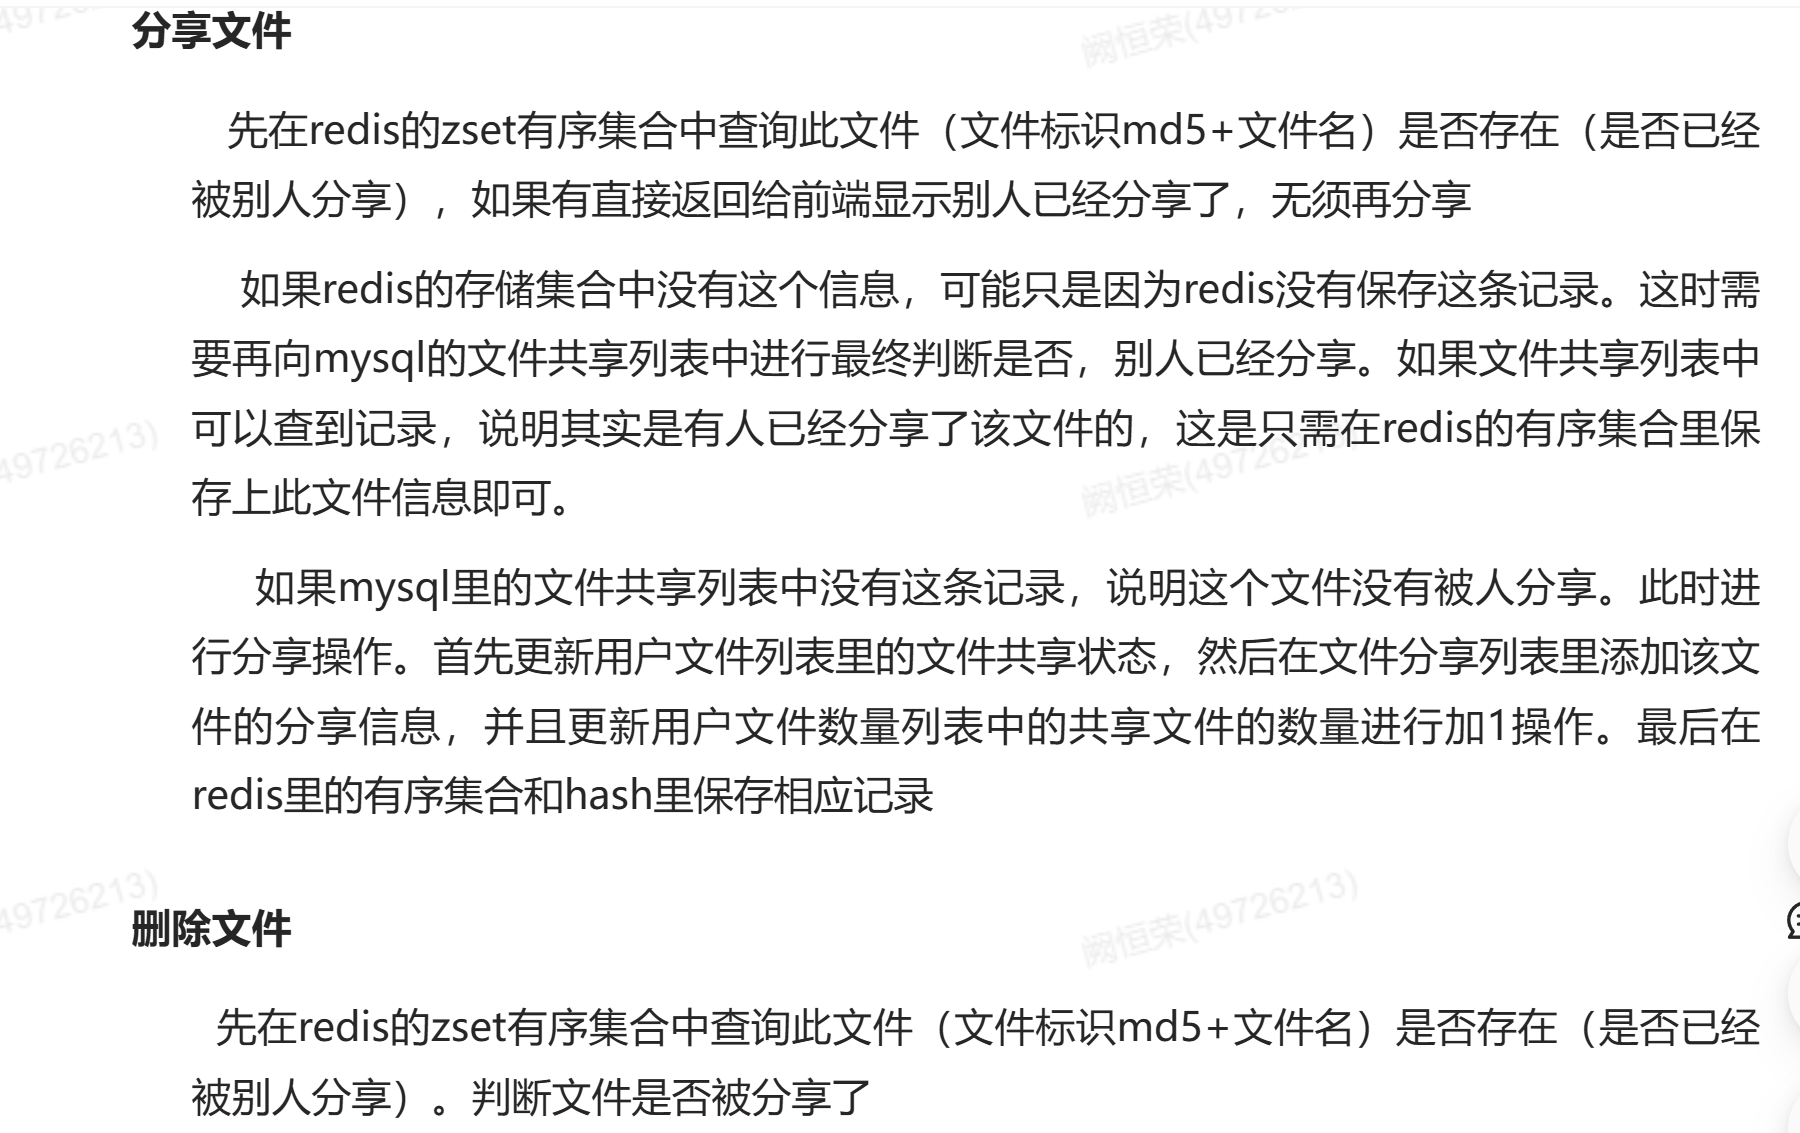 分享文件
先在redis的zset有序集合中查询此文件（文件标识md5+文件名）是否存在（是否已经
被别人分享），如果有直接返回给前端显示别人已经分享了，无须再分享
如果redis的存储集合中没有这个信息，可能只是因为redis没有保存这条记录。这时需
要再向mysql的文件共享列表中进行最终判断是否，别人已经分享。如果文件共享列表中
可以查到记录，说明其实是有人已经分享了该文件的，这是只需在redis的有序集合里保
存上此文件信息即可。
如果mysql里的文件共享列表中没有这条记录，说明这个文件没有被人分享。此时进
行分享操作。首先更新用户文件列表里的文件共享状态，然后在文件分享列表里添加该文
件的分享信息，并且更新用户文件数量列表中的共享文件的数量进行加1操作。最后在
redis里的有序集合和hash里保存相应记录
删除文件
先在redis的zset有序集合中查询此文件（文件标识md5+文件名）是否存在（是否已经
被别人分享）。判断文件是否被分享了
49726213)
阙恒荣(49726213)
49726213)
阙恒荣(49726213)